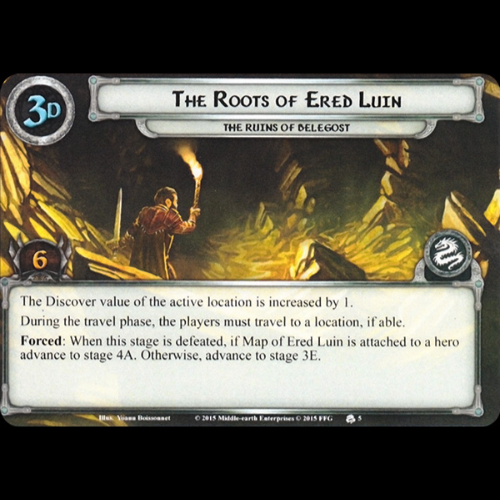 3D
THE ROOTS OF ERED LUIN
THE RUINS OF BELEGOST
6
The Discover value of the active location is increased by 1.
During the travel phase, the players must travel to a location, if able.
Forced: When this stage is defeated, if Map of Ered Luin is attached to a hero
advance to stage 4A. Otherwise, advance to stage 3E.
Illus. Yoann Boissonnet © 2015 Middle-earth Enterprises © 2015 FFG 5